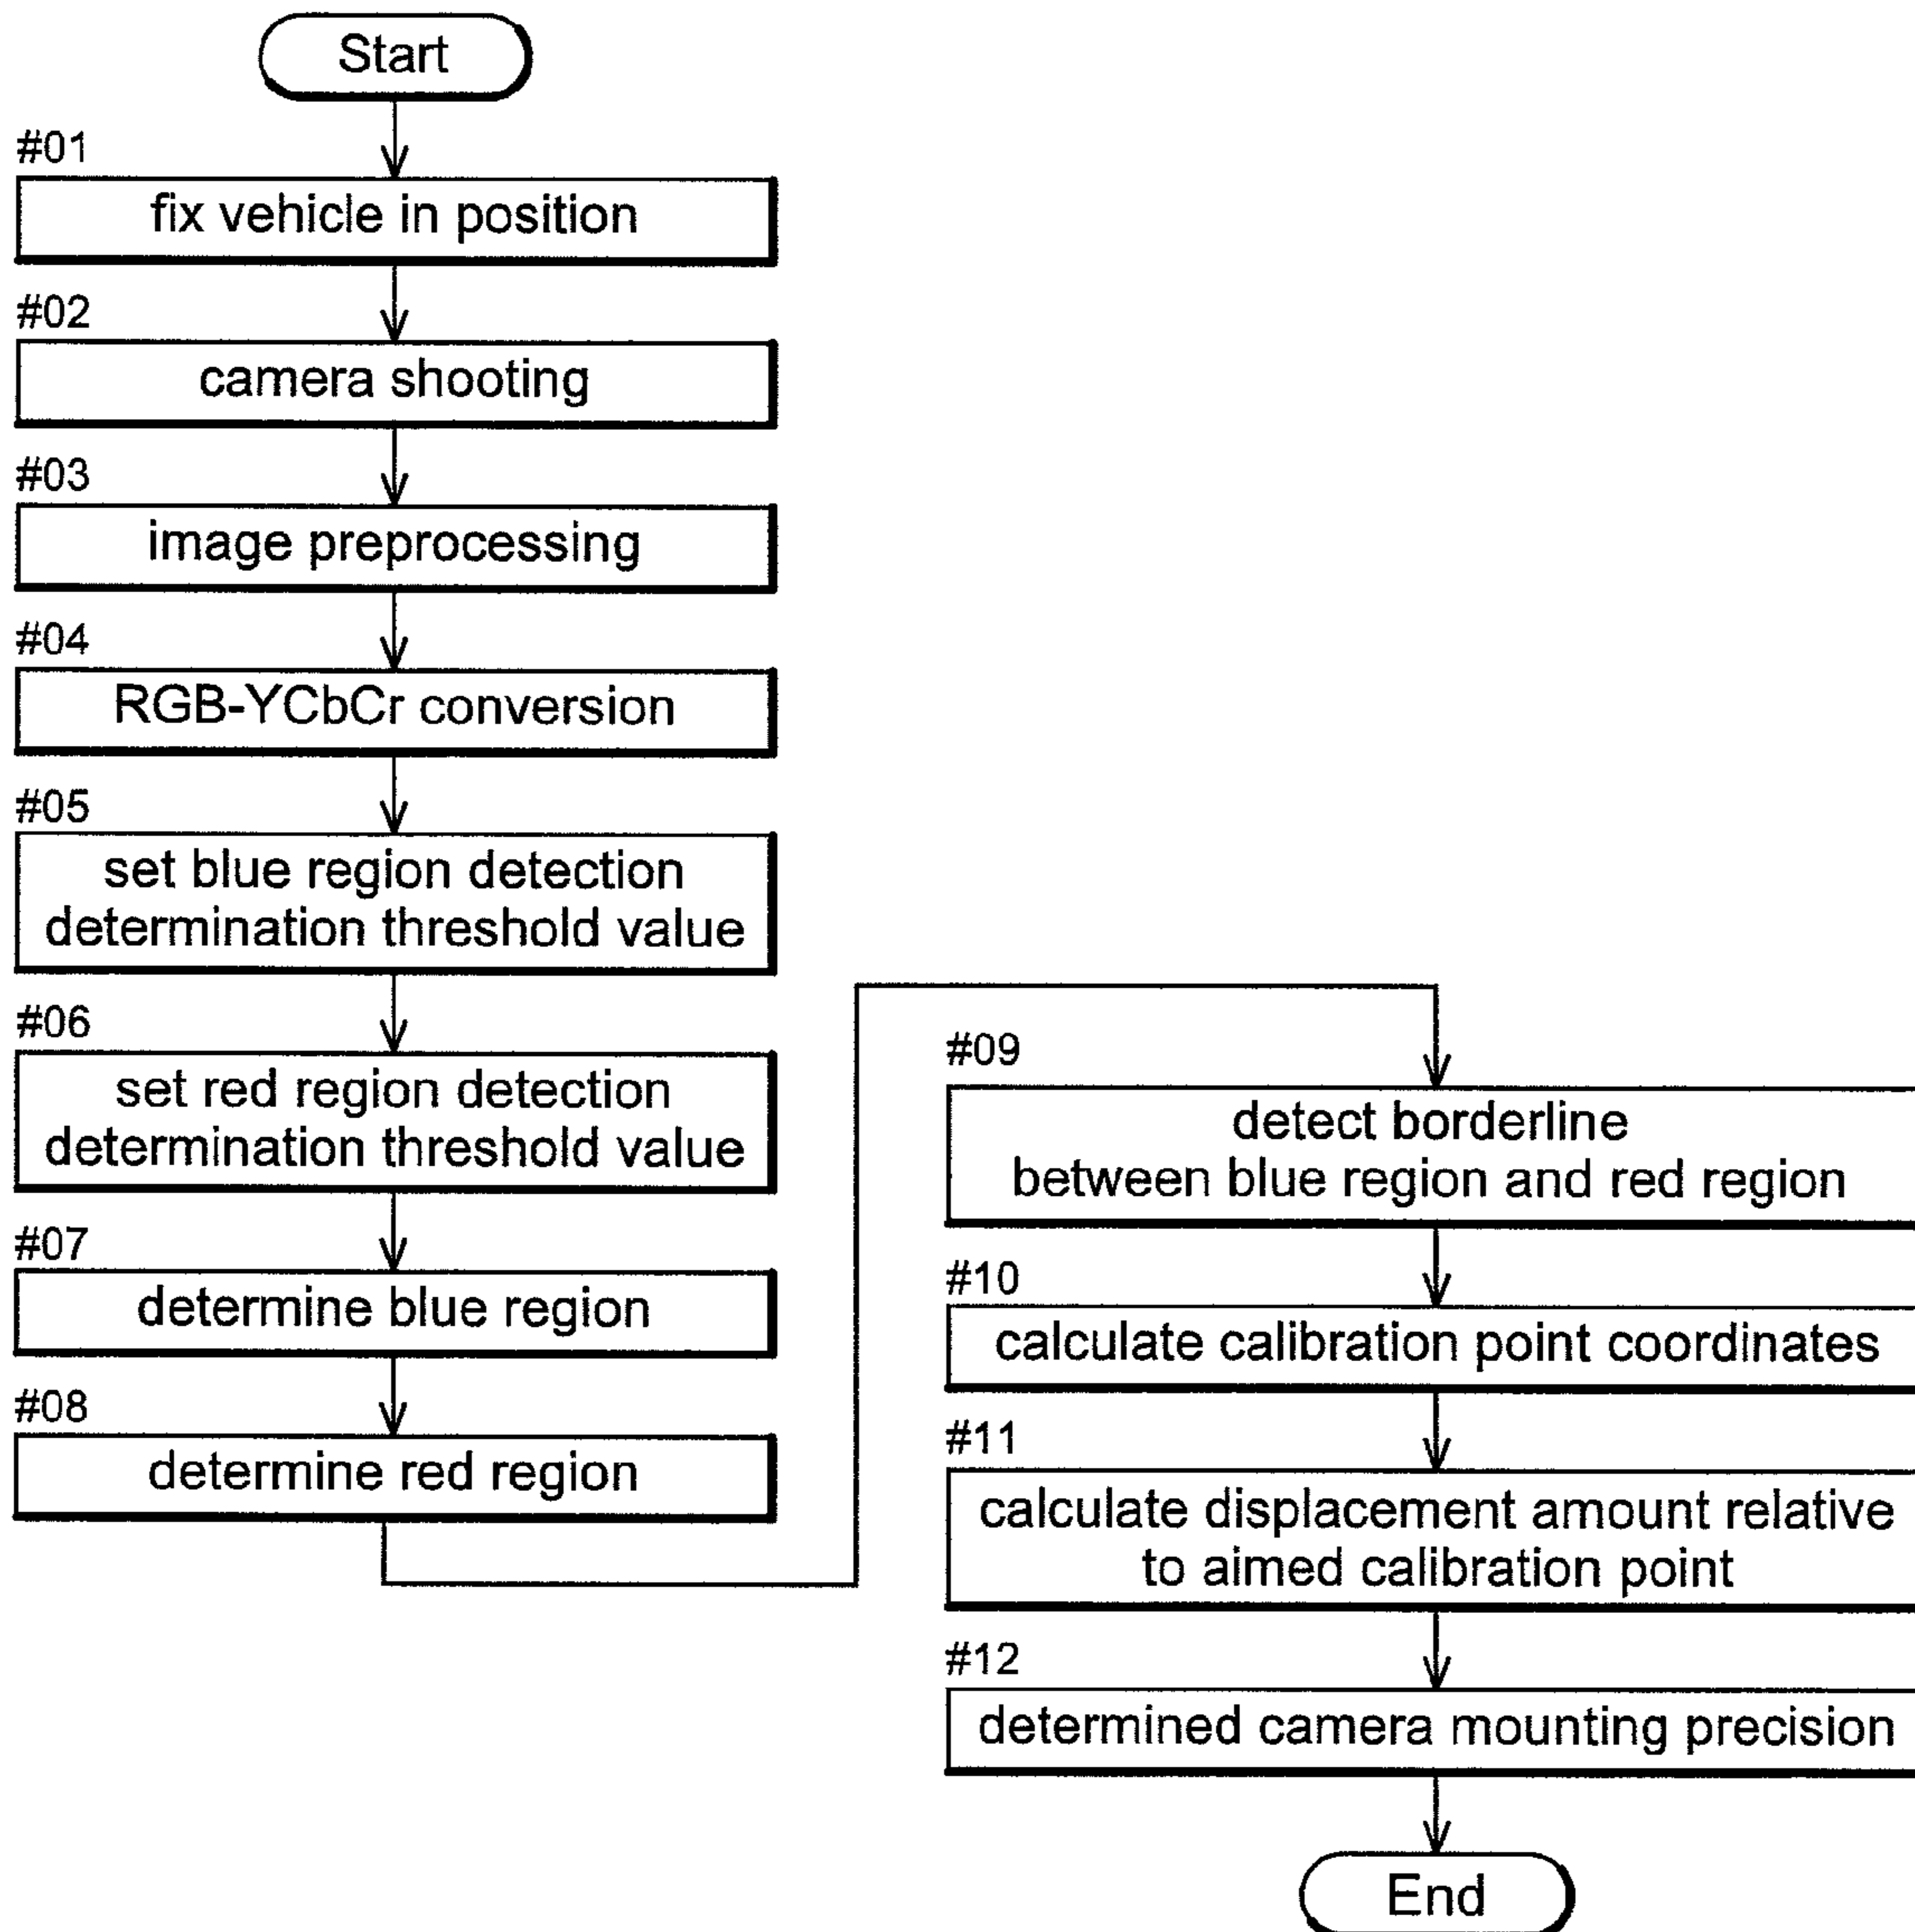 Start
#01
fix vehicle in position
#02
camera shooting
#03
image preprocessing
#04
RGB-YCbCr conversion
#05
set blue region detection
determination threshold value
#06
set red region detection
determination threshold value
#07
determine blue region
#08
determine red region
#09
detect borderline
between blue region and red region
#10
calculate calibration point coordinates
#11
calculate displacement amount relative
to aimed calibration point
#12
determined camera mounting precision
End